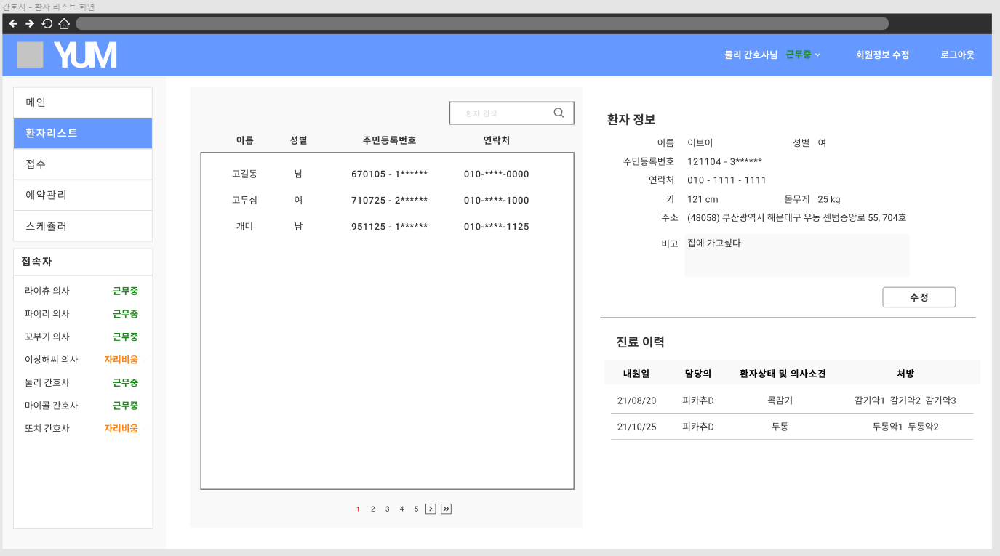 간호사 - 환자 리스트 화면
YUM
둘리 간호사님 근무중 회원정보 수정 로그아웃
메인
환자리스트
접수
예약관리
스케쥴러
접속자
라이츄 의사 근무중
파이리 의사 근무중
꼬부기 의사 근무중
이상해씨 의사 자리비움
둘리 간호사 근무중
마이콜 간호사 근무중
또치 간호사 자리비움
환자 검색
이름 성별 주민등록번호 연락처
고길동 남 670105 - 1****** 010-****-0000
고두심 여 710725 - 2****** 010-****-1000
개미 남 951125 - 1****** 010-****-1125
1 2 3 4 5
환자 정보
이름 이브이 성별 여
주민등록번호 121104 - 3******
연락처 010 - 1111 - 1111
키 121 cm 몸무게 25 kg
주소 (48058) 부산광역시 해운대구 우동 센텀중앙로 55, 704호
비고 집에 가고싶다
수정
진료 이력
내원일 담당의 환자상태 및 의사소견 처방
21/08/20 피카츄D 목감기 감기약1 감기약2 감기약3
21/10/25 피카츄D 두통 두통약1 두통약2